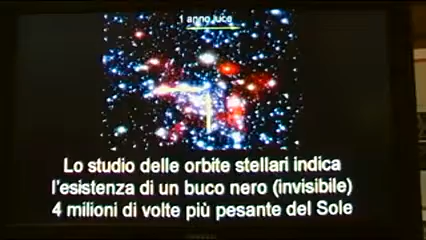 1 anno luce
Lo studio delle orbite stellari indica
l'esistenza di un buco nero (invisibile)
4 milioni di volte più pesante del Sole